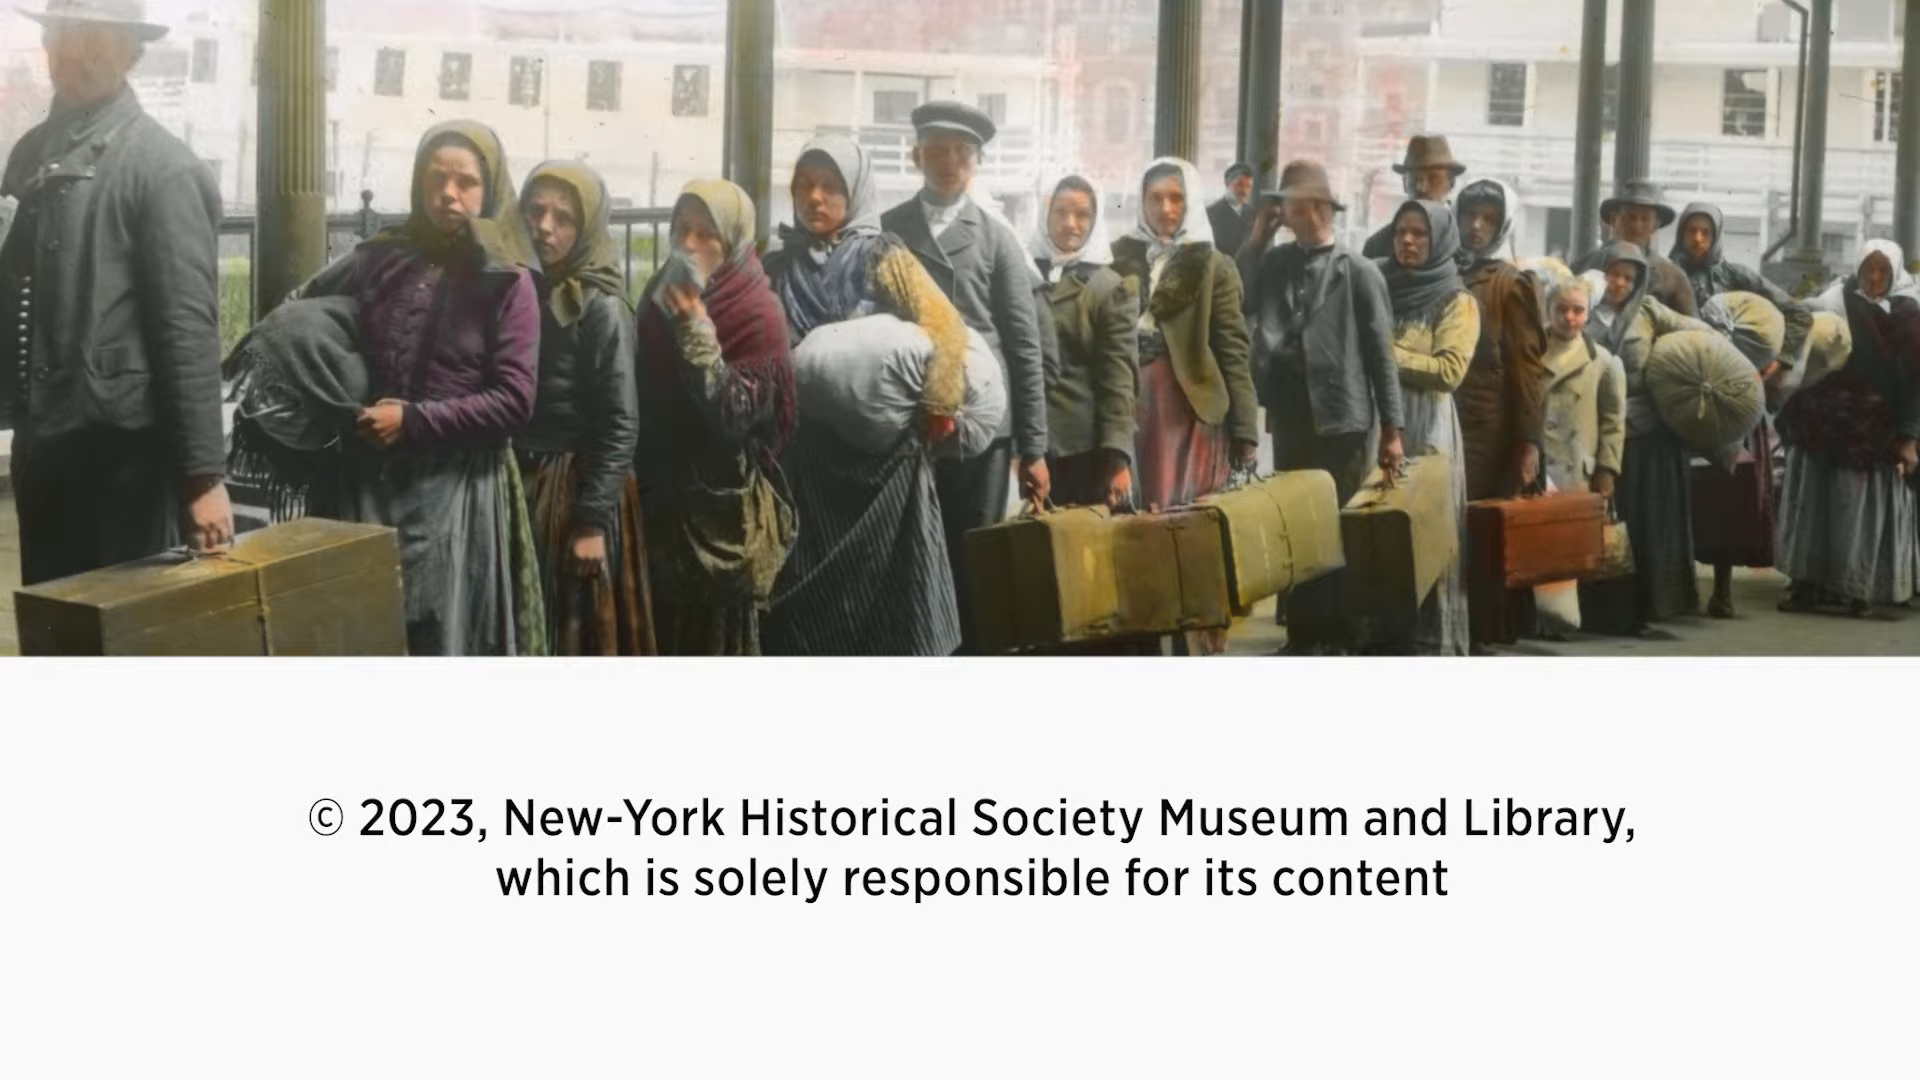 © 2023, New-York Historical Society Museum and Library,
which is solely responsible for its content